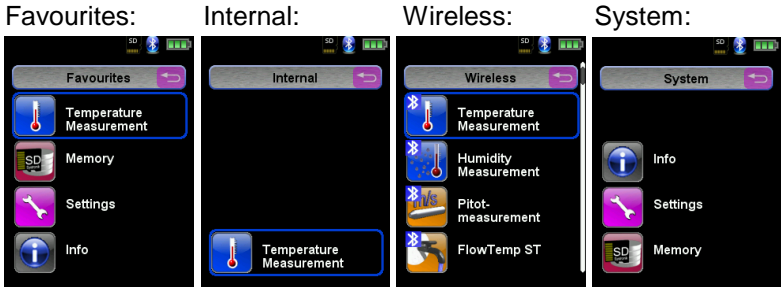 Favourites:
Internal:
Wireless:
System:
SD
Favourites
Temperature
Measurement
SD
Memory
Settings
Info
SD
Internal
Temperature
Measurement
SD
Wireless
Temperature
Measurement
Humidity
Measurement
m/s
Pitot-
measurement
FlowTemp ST
SD
System
Info
Settings
SD
Memory